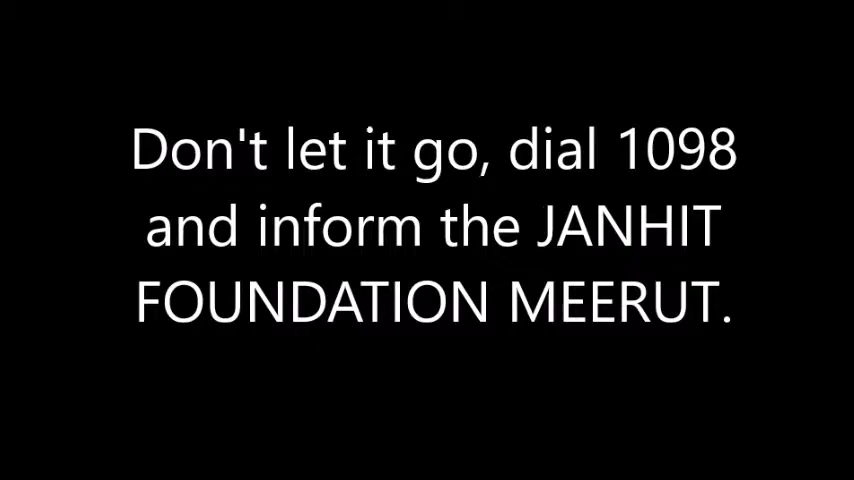 Don't let it go, dial 1098
and inform the JANHIT
FOUNDATION MEERUT.